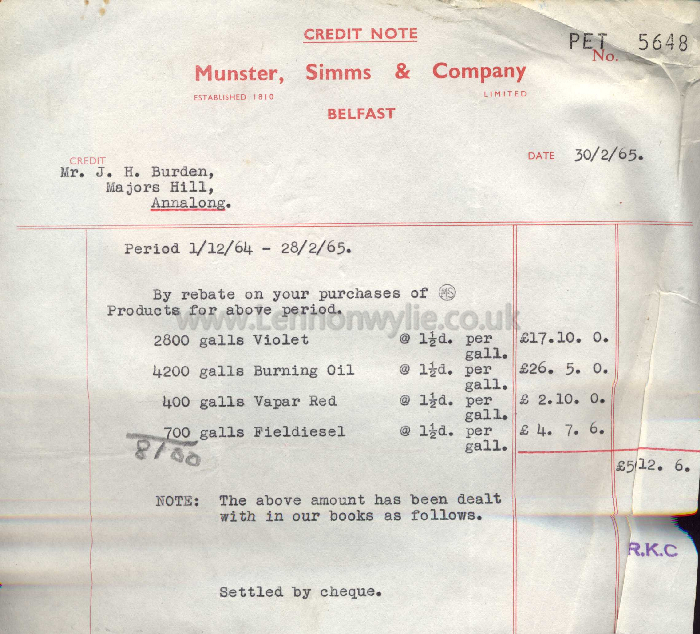 CREDIT NOTE
PET 5648
No.
Munster, Simms & Company
ESTABLISHED 1810 LIMITED
BELFAST
DATE 30/2/65.
CREDIT
Mr. J. H. Burden,
Majors Hill,
Annalong.
Period 1/12/64 - 28/2/65.
By rebate on your purchases of MS
Products for above period.
www.Lennonwylie.co.uk
2800 galls Violet @ 1½d. per £17.10. 0.
gall.
4200 galls Burning Oil @ 1½d. per £26. 5. 0.
gall.
400 galls Vapar Red @ 1½d. per £ 2.10. 0.
gall.
700 galls Fieldiesel @ 1½d. per £ 4. 7. 6.
gall.
8100
12. 6.
NOTE: The above amount has been dealt
with in our books as follows.
R.K.C
Settled by cheque.